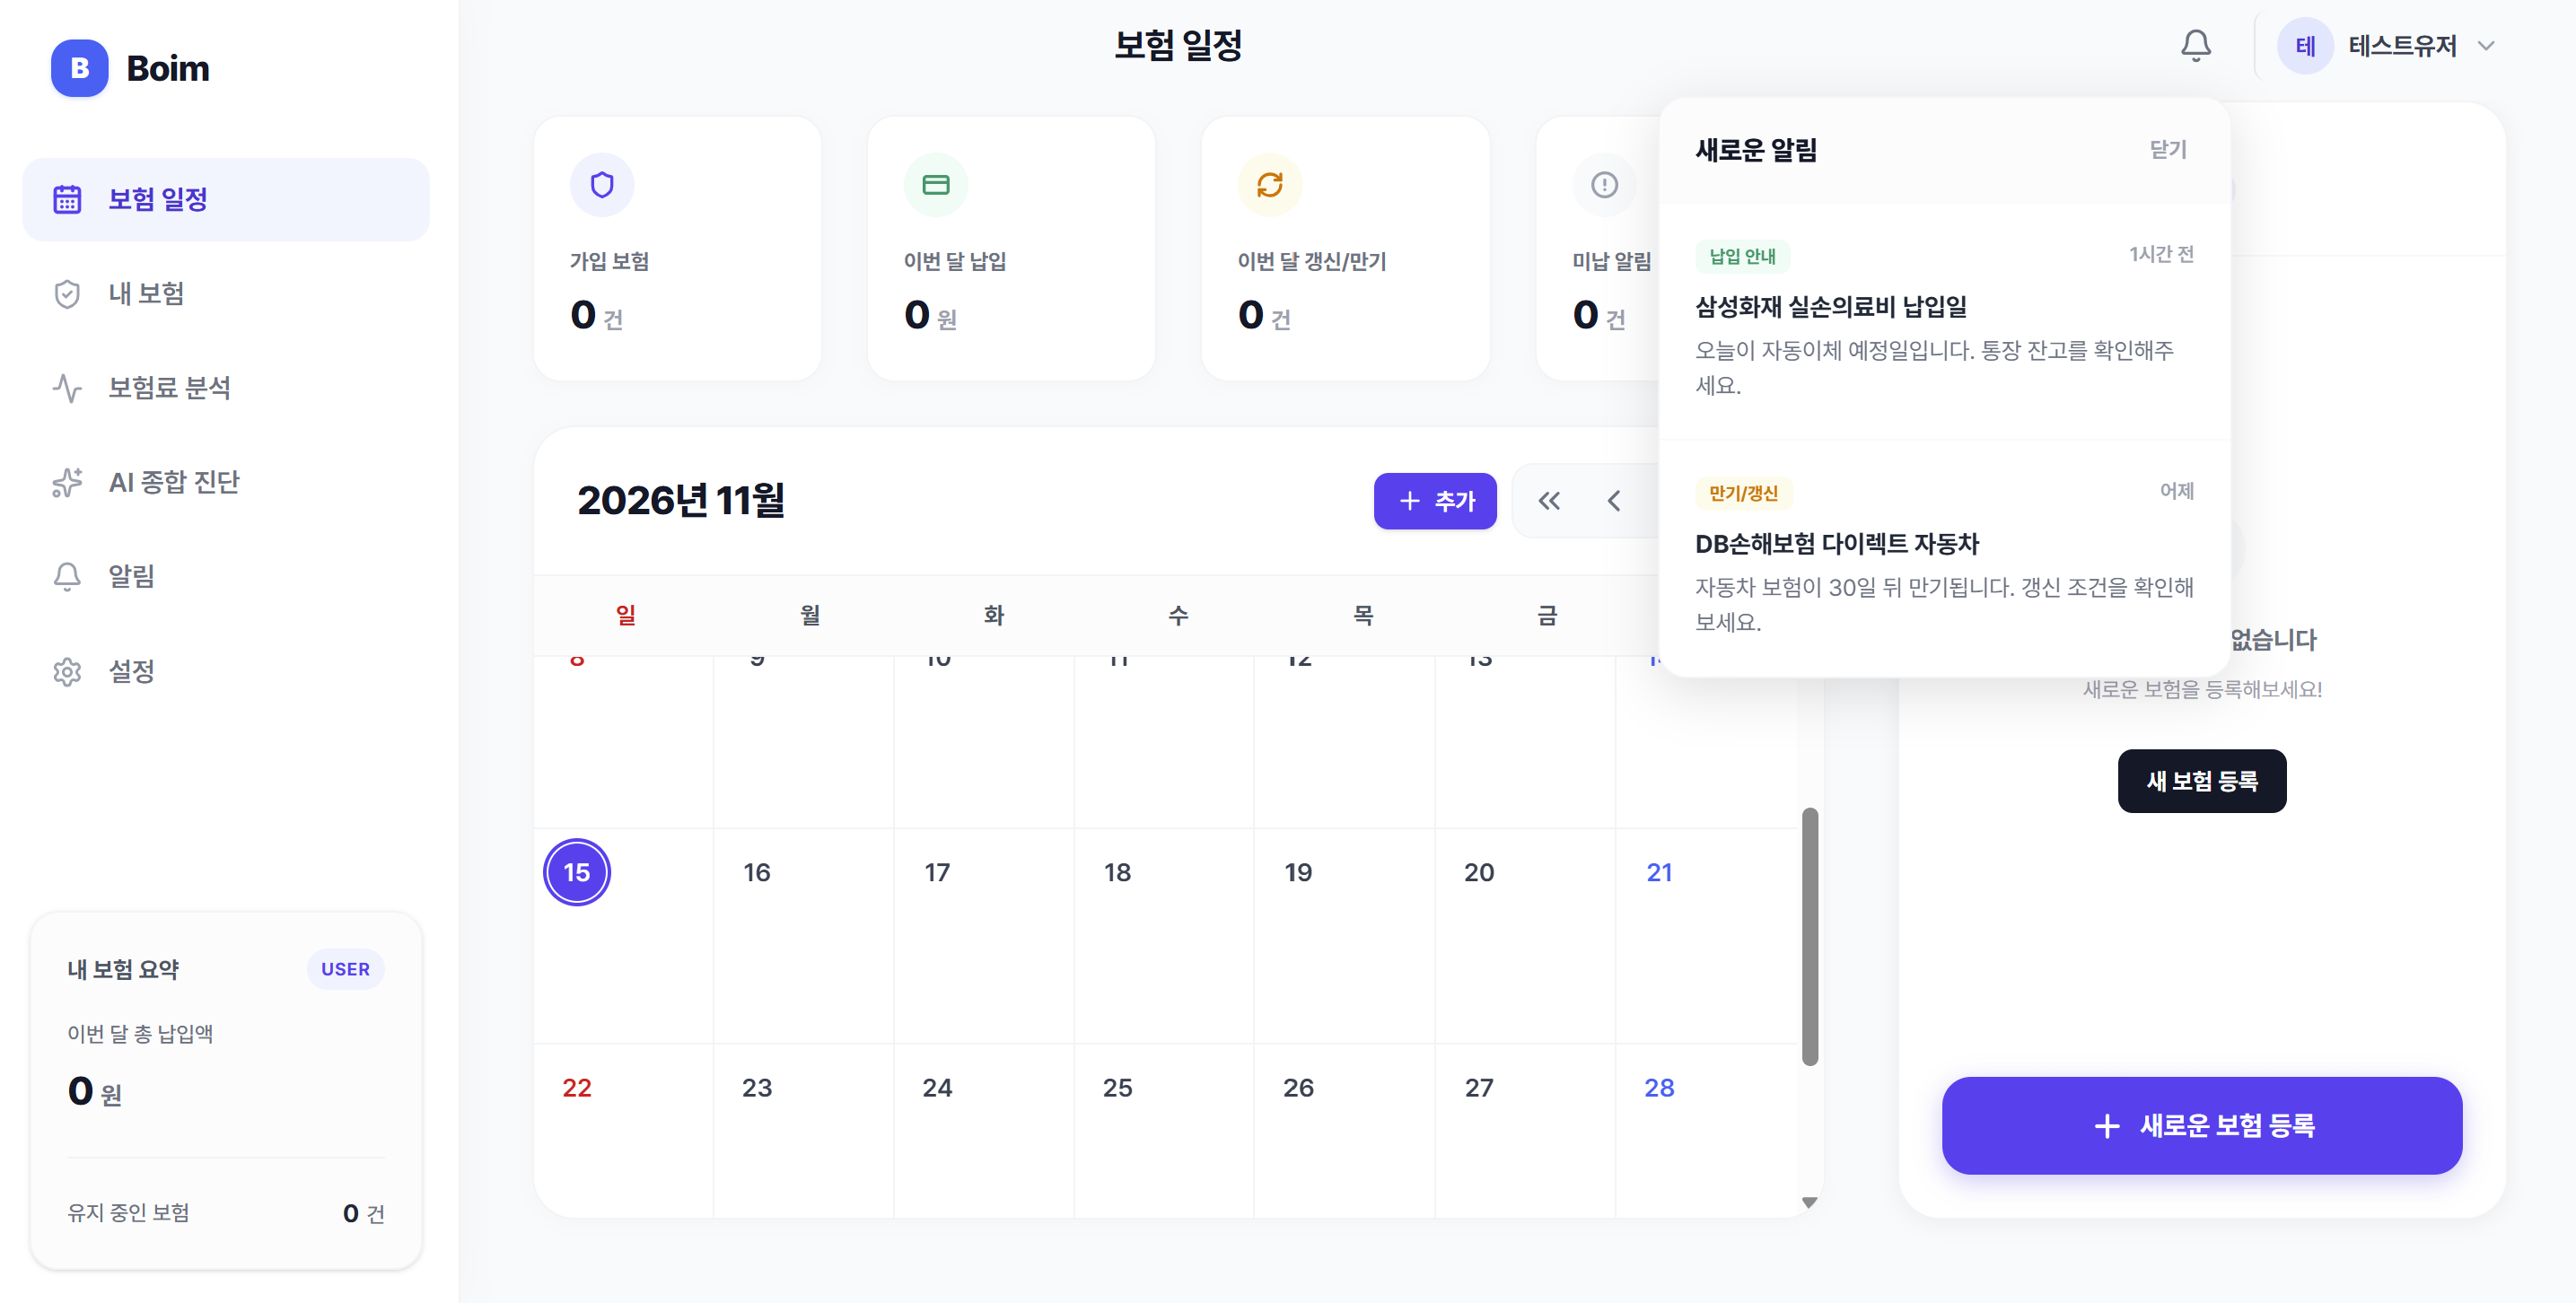 B Boim
보험 일정
내 보험
보험료 분석
AI 종합 진단
알림
설정
내 보험 요약 USER
이번 달 총 납입액
0 원
유지 중인 보험 0 건
보험 일정
테 테스트유저
가입 보험
0 건
이번 달 납입
0 원
이번 달 갱신/만기
0 건
미납 알림
0 건
새로운 알림 닫기
납입 안내 1시간 전
삼성화재 실손의료비 납입일
오늘이 자동이체 예정일입니다. 통장 잔고를 확인해주
세요.
만기/갱신 어제
DB손해보험 다이렉트 자동차
자동차 보험이 30일 뒤 만기됩니다. 갱신 조건을 확인해
보세요.
2026년 11월
+ 추가
일 월 화 수 목 금
8 9 10 11 12 13
15 16 17 18 19 20 21
22 23 24 25 26 27 28
없습니다
새로운 보험을 등록해보세요!
새 보험 등록
+ 새로운 보험 등록